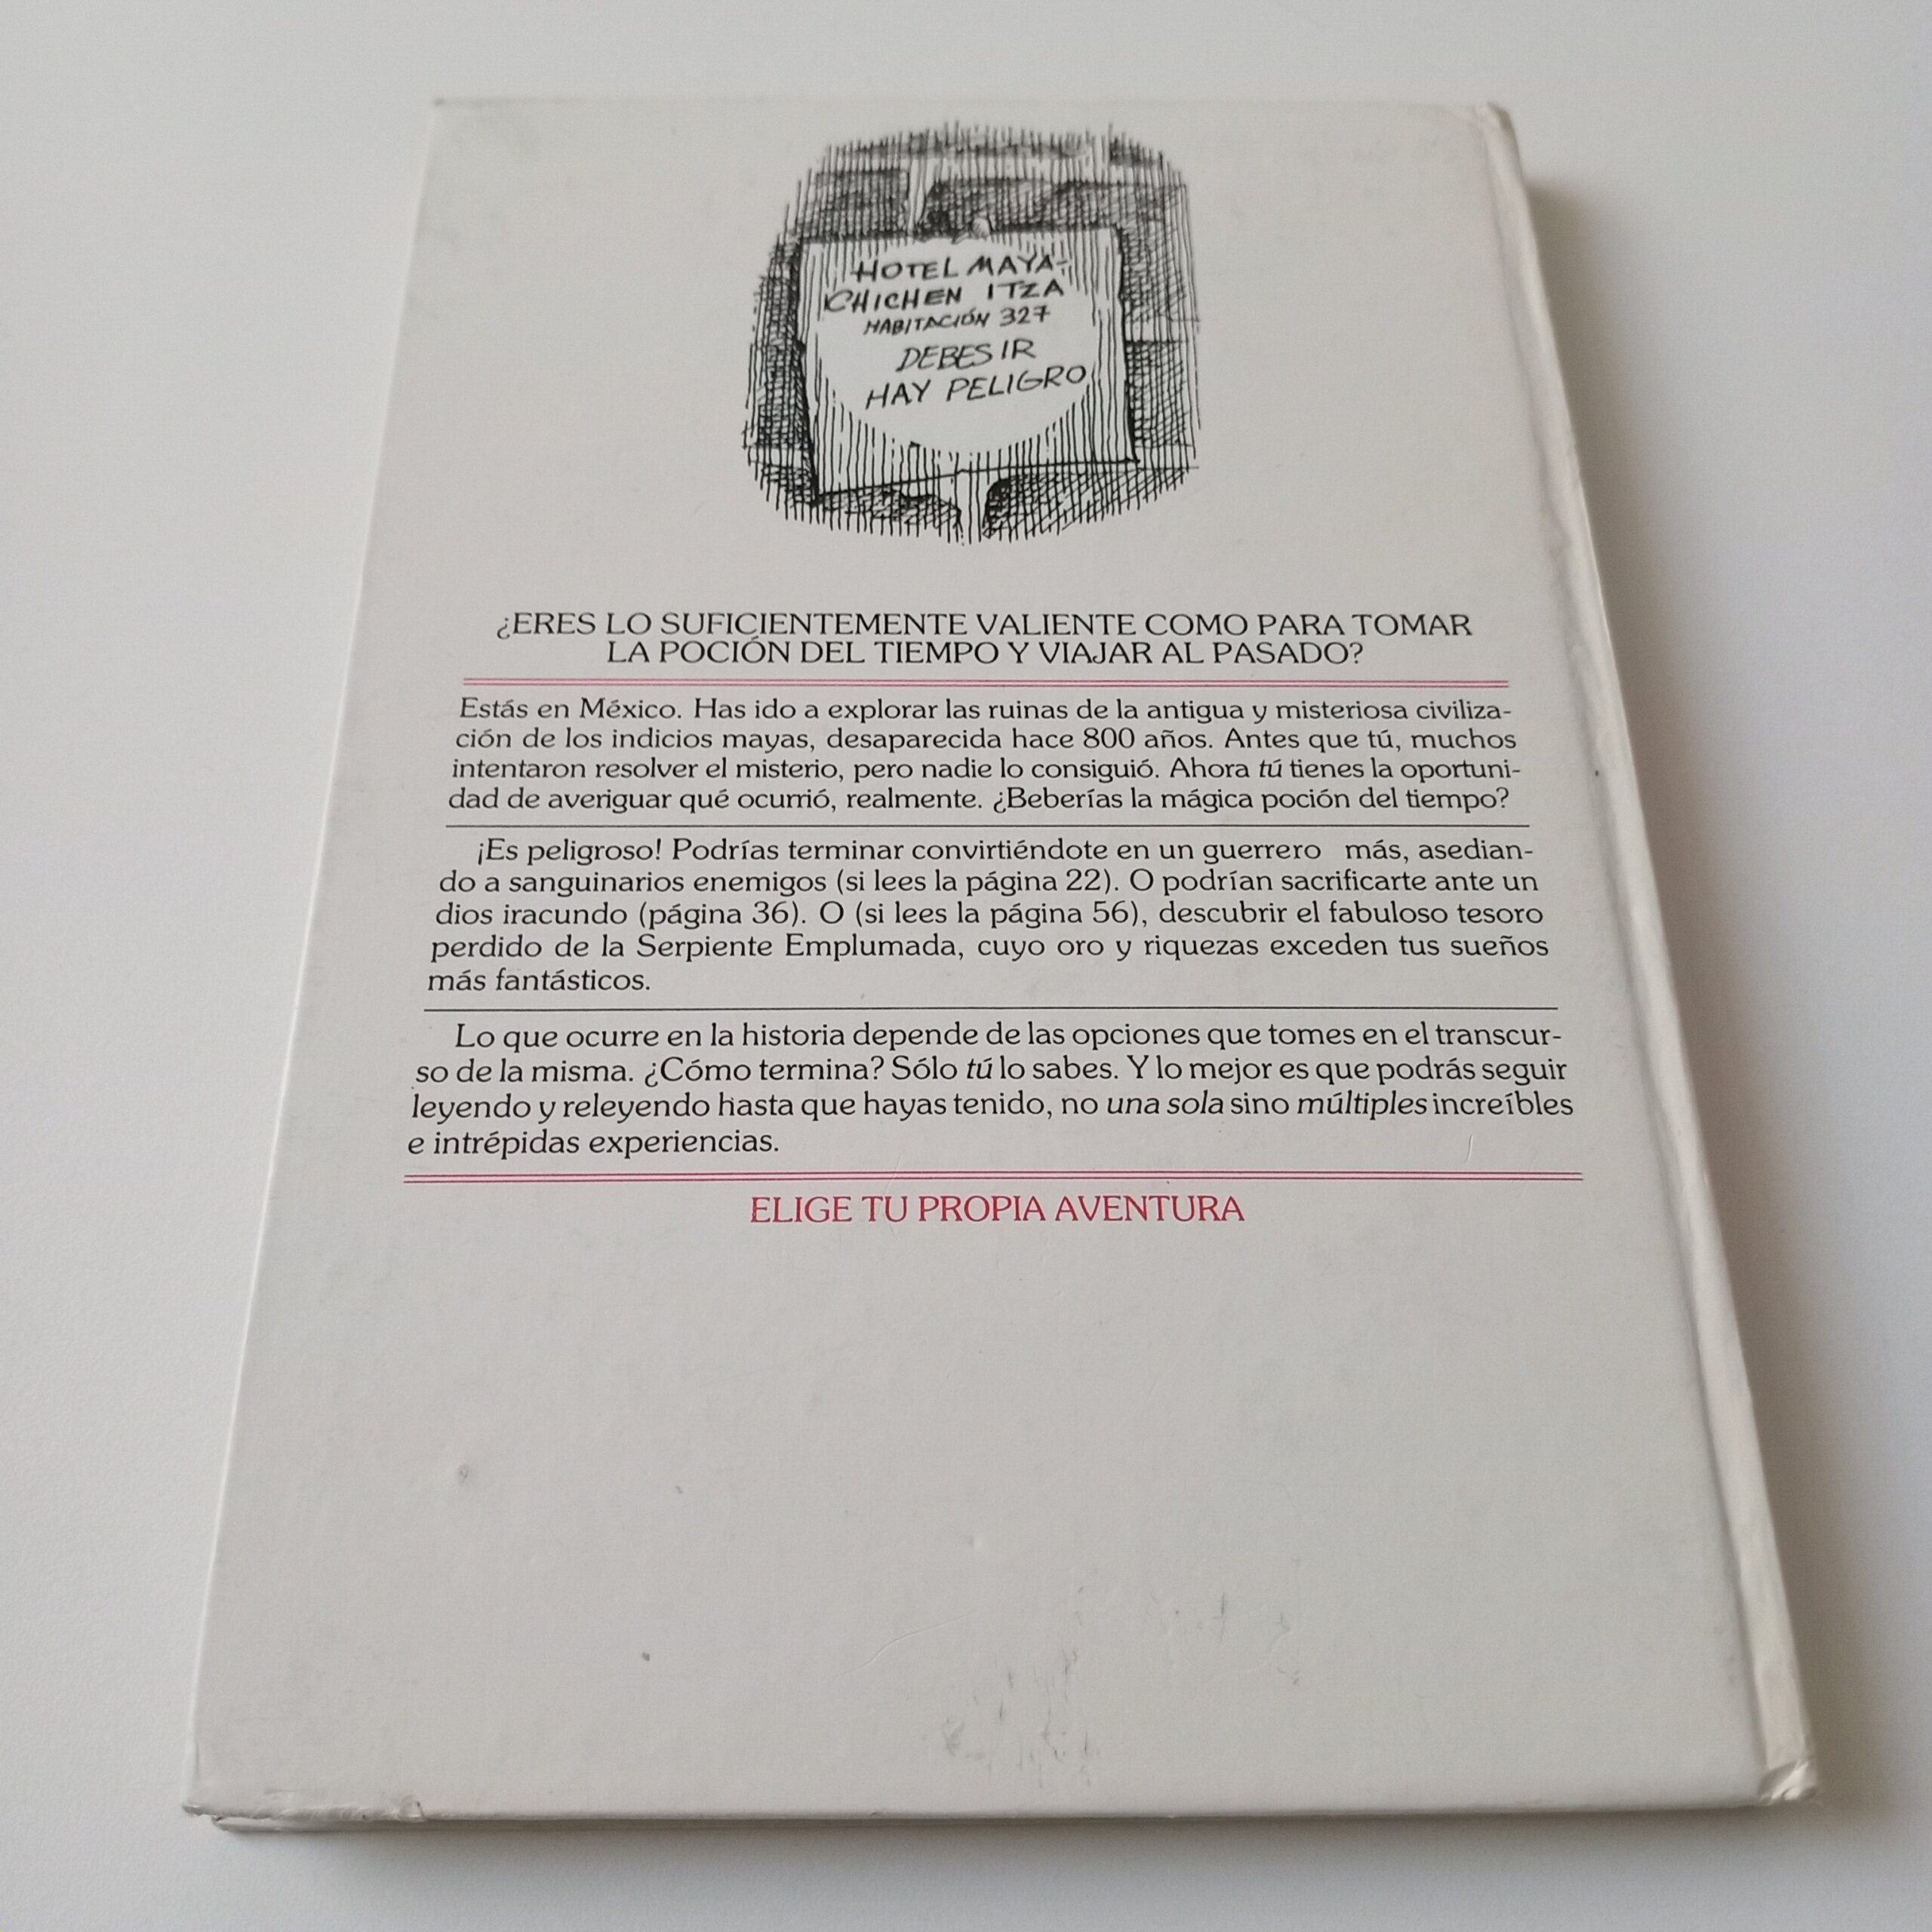 HOTEL MAYA-
CHICHEN ITZA
HABITACIÓN 327
DEBES IR
HAY PELIGRO
¿ERES LO SUFICIENTEMENTE VALIENTE COMO PARA TOMAR
LA POCIÓN DEL TIEMPO Y VIAJAR AL PASADO?
Estás en México. Has ido a explorar las ruinas de la antigua y misteriosa civiliza-
ción de los indicios mayas, desaparecida hace 800 años. Antes que tú, muchos
intentaron resolver el misterio, pero nadie lo consiguió. Ahora tú tienes la oportuni-
dad de averiguar qué ocurrió, realmente. ¿Beberías la mágica poción del tiempo?
¡Es peligroso! Podrías terminar convirtiéndote en un guerrero más, asedian-
do a sanguinarios enemigos (si lees la página 22). O podrían sacrificarte ante un
dios iracundo (página 36). O (si lees la página 56), descubrir el fabuloso tesoro
perdido de la Serpiente Emplumada, cuyo oro y riquezas exceden tus sueños
más fantásticos.
Lo que ocurre en la historia depende de las opciones que tomes en el transcur-
so de la misma. ¿Cómo termina? Sólo tú lo sabes. Y lo mejor es que podrás seguir
leyendo y releyendo hasta que hayas tenido, no una sola sino múltiples increíbles
e intrépidas experiencias.
ELIGE TU PROPIA AVENTURA